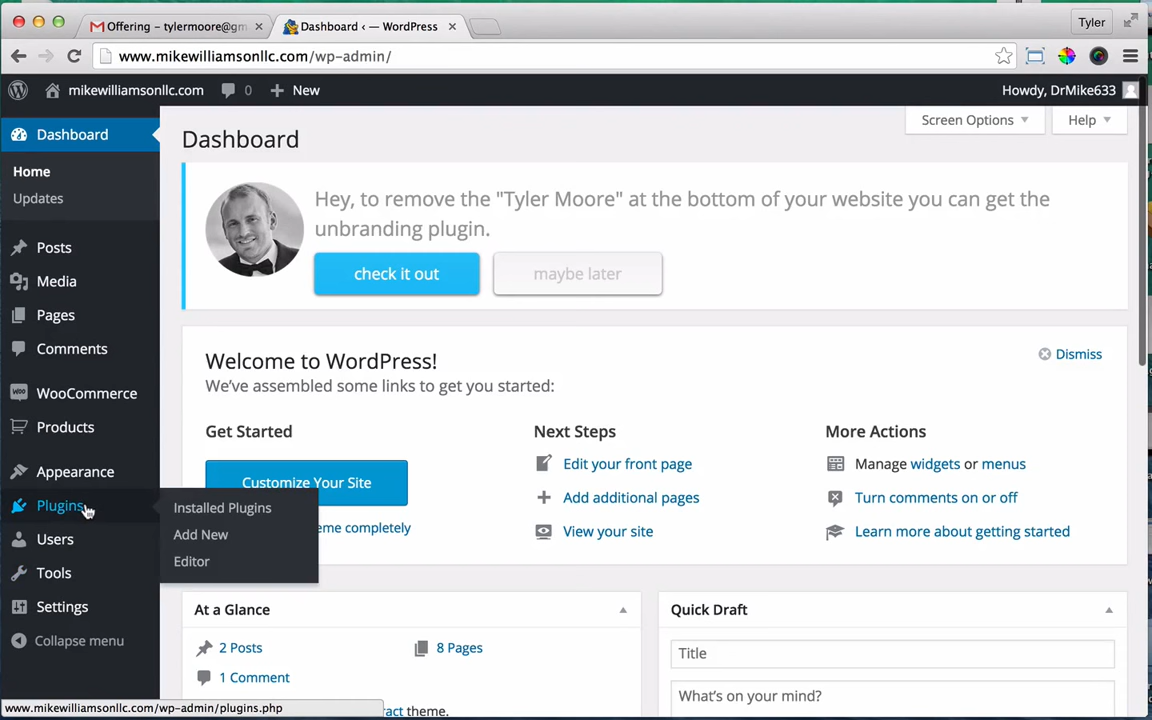 Offering – tylermoore@gm
Dashboard ‹ — WordPress
Tyler
www.mikewilliamsonllc.com/wp-admin/
mikewilliamsonllc.com
0
New
Howdy, DrMike633
Dashboard
Home
Updates
Posts
Media
Pages
Comments
WooCommerce
Products
Appearance
Plugins
Users
Tools
Settings
Collapse menu
Installed Plugins
Add New
Editor
Screen Options
Help
Dashboard
Hey, to remove the "Tyler Moore" at the bottom of your website you can get the
unbranding plugin.
check it out
maybe later
Welcome to WordPress!
Dismiss
We've assembled some links to get you started:
Get Started
Customize Your Site
eme completely
Next Steps
Edit your front page
Add additional pages
View your site
More Actions
Manage widgets or menus
Turn comments on or off
Learn more about getting started
At a Glance
2 Posts
8 Pages
1 Comment
ract theme.
Quick Draft
Title
What's on your mind?
www.mikewilliamsonllc.com/wp-admin/plugins.php